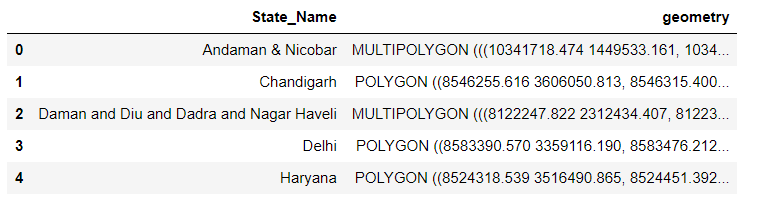 State_Name geometry
0 Andaman & Nicobar MULTIPOLYGON (((10341718.474 1449533.161, 1034...
1 Chandigarh POLYGON ((8546255.616 3606050.813, 8546315.400...
2 Daman and Diu and Dadra and Nagar Haveli MULTIPOLYGON (((8122247.822 2312434.407, 81223...
3 Delhi POLYGON ((8583390.570 3359116.190, 8583476.212...
4 Haryana POLYGON ((8524318.539 3516490.865, 8524451.392...